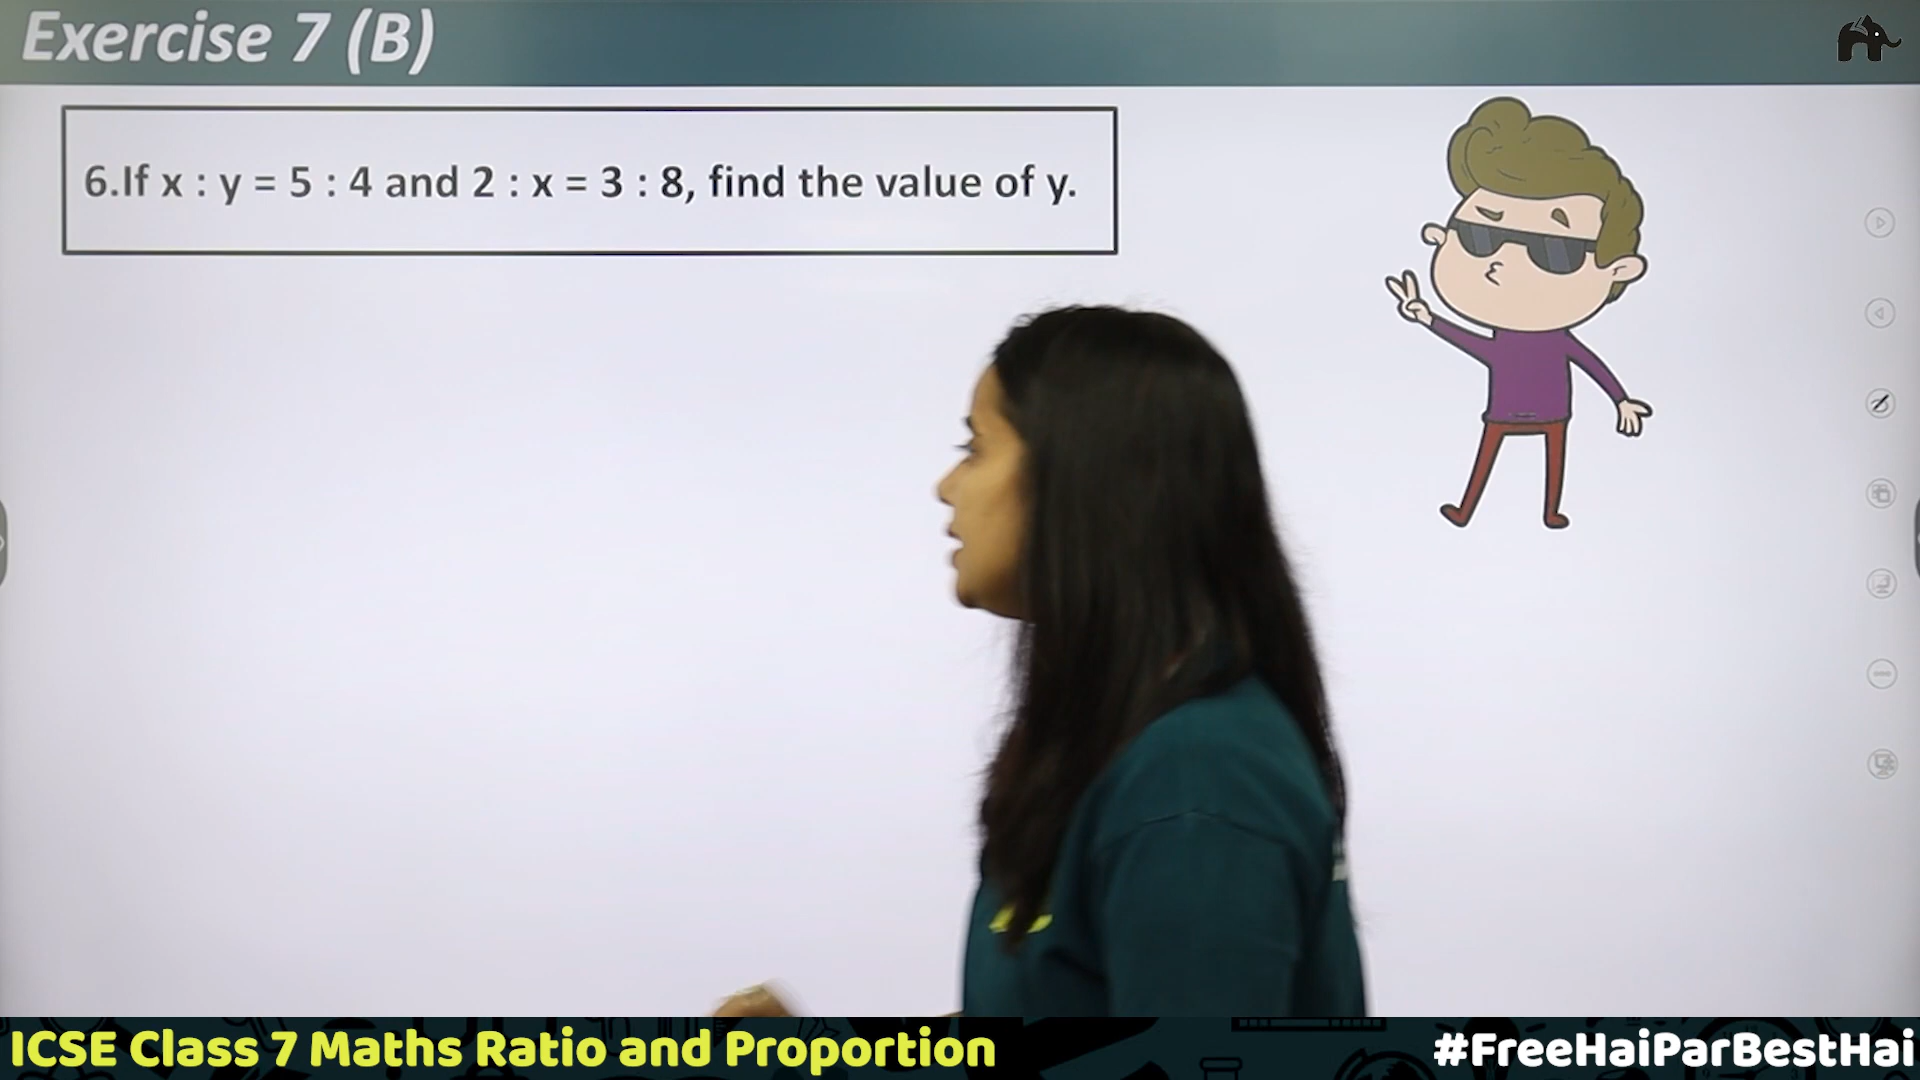 Exercise 7 (B)
6.If x : y = 5 : 4 and 2 : x = 3 : 8, find the value of y.
ICSE Class 7 Maths Ratio and Proportion
#FreeHaiParBestHai